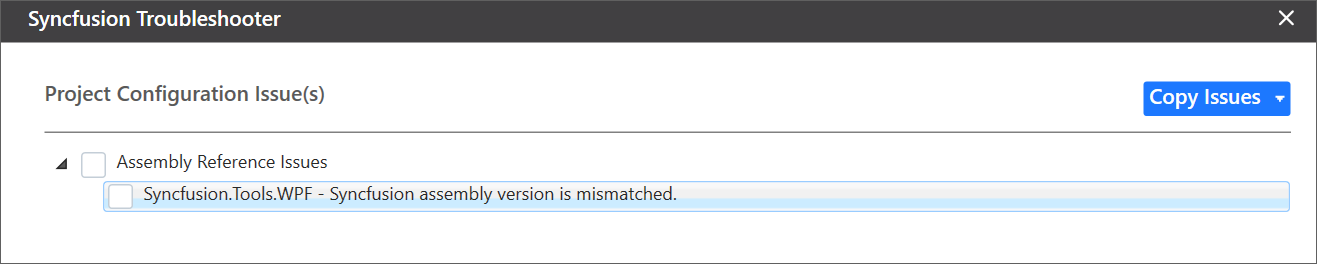 Syncfusion Troubleshooter
Project Configuration Issue(s)
Copy Issues
Assembly Reference Issues
Syncfusion.Tools.WPF - Syncfusion assembly version is mismatched.